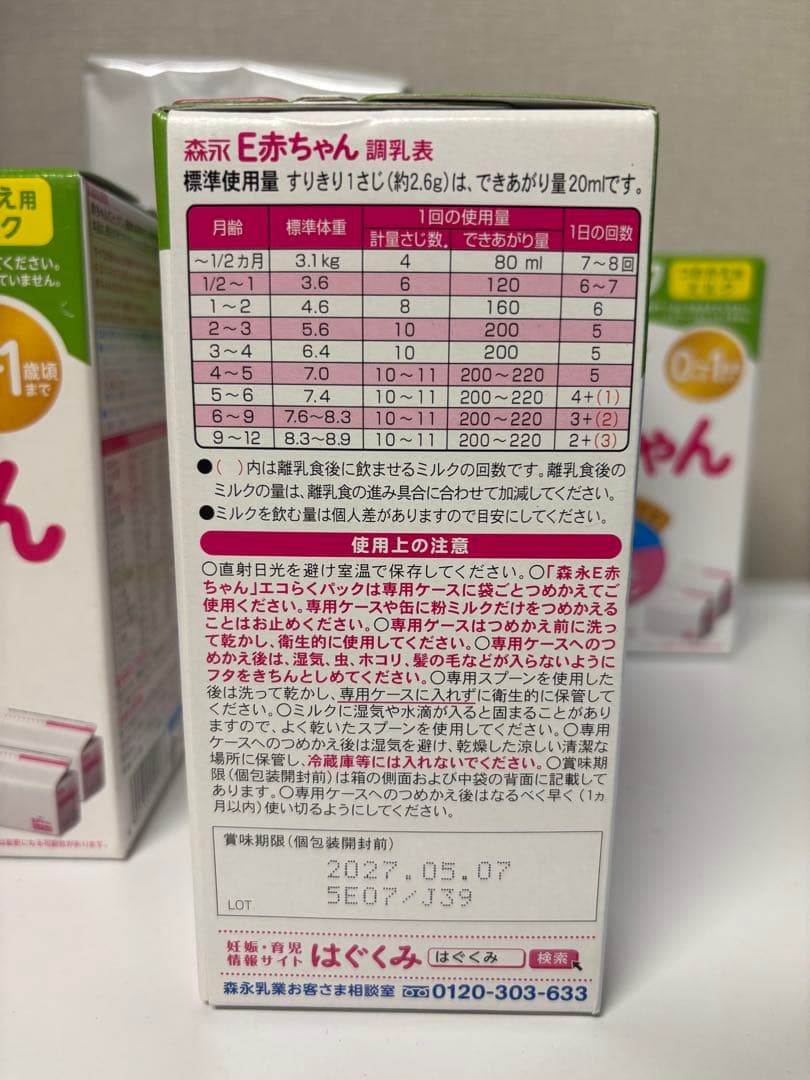 森永 E赤ちゃん 調乳表
標準使用量 すりきり1さじ(約2.6g)は、できあがり量20mlです。
月齢 標準体重 1回の使用量 1日の回数
計量さじ数 できあがり量
～1/2ヵ月 3.1kg 4 80 ml 7～8回
1/2～1 3.6 6 120 6～7
1～2 4.6 8 160 6
2～3 5.6 10 200 5
3～4 6.4 10 200 5
4～5 7.0 10～11 200～220 5
5～6 7.4 10～11 200～220 4+(1)
6～9 7.6～8.3 10～11 200～220 3+(2)
9～12 8.3～8.9 10～11 200～220 2+(3)
●( )内は離乳食後に飲ませるミルクの回数です。離乳食後の
ミルクの量は、離乳食の進み具合に合わせて加減してください。
●ミルクを飲む量は個人差がありますので目安にしてください。
使用上の注意
○直射日光を避け室温で保存してください。○「森永E赤
ちゃん」エコらくパックは専用ケースに袋ごとつめかえてご
使用ください。専用ケースや缶に粉ミルクだけをつめかえる
ことはお止めください。○専用ケースはつめかえ前に洗っ
て乾かし、衛生的に使用してください。○専用ケースへのつ
めかえ後は、湿気、虫、ホコリ、髪の毛などが入らないように
フタをきちんとしめてください。○専用スプーンを使用した
後は洗って乾かし、専用ケースに入れずに衛生的に保管して
ください。○ミルクに湿気や水滴が入ると固まることがあり
ますので、よく乾いたスプーンを使用してください。○専用
ケースへのつめかえ後は湿気を避け、乾燥した涼しい清潔な
場所に保管し、冷蔵庫等には入れないでください。○賞味期
限(個包装開封前)は箱の側面および中袋の背面に記載して
あります。○専用ケースへのつめかえ後はなるべく早く(1ヵ
月以内)使い切るようにしてください。
賞味期限(個包装開封前)
2027.05.07
5E07/J39
LOT
妊娠・育児
情報サイト はぐくみ はぐくみ 検索
森永乳業お客さま相談室 0120-303-633
え用
ク
ください。
ていません。
1歳頃
まで
ん
0歳〜1歳頃
ゃん